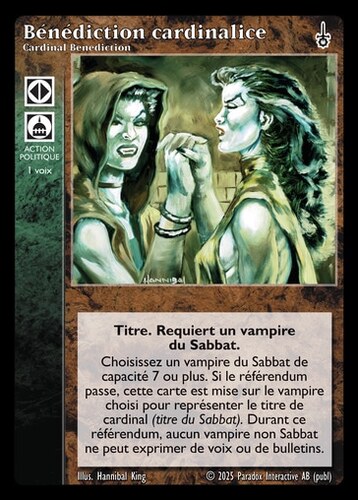 Bénédiction cardinalice
Cardinal Benediction
ACTION
POLITIQUE
1 voix
HANNIBAL
Titre. Requiert un vampire
du Sabbat.
Choisissez un vampire du Sabbat de
capacité 7 ou plus. Si le référendum
passe, cette carte est mise sur le vampire
choisi pour représenter le titre de
cardinal (titre du Sabbat). Durant ce
référendum, aucun vampire non Sabbat
ne peut exprimer de voix ou de bulletins.
Illus. Hannibal King
© 2025 Paradox Interactive AB (publ)